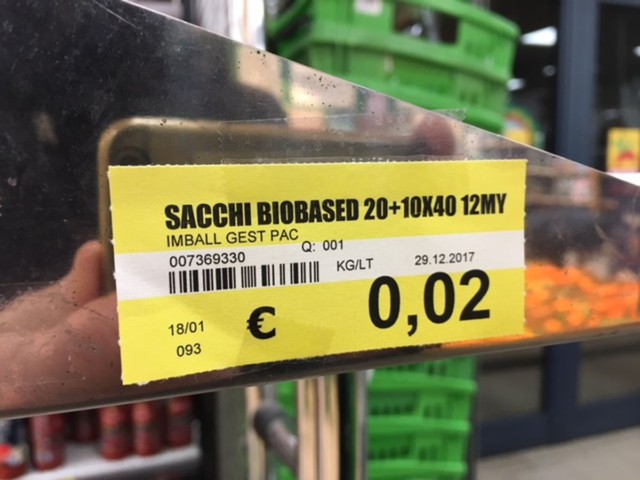 SACCHI BIOBASED 20+10X40 12MY
IMBALL GEST PAC
Q: 001
007369330
KG/LT
29.12.2017
18/01
€ 0,02
093